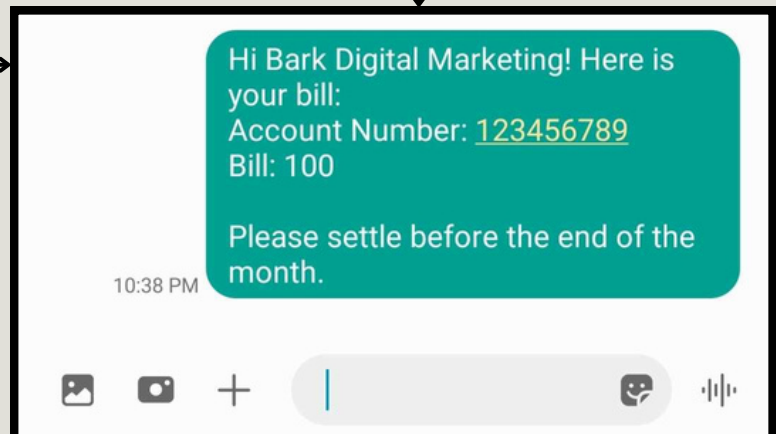 Hi Bark Digital Marketing! Here is
your bill:
Account Number: 123456789
Bill: 100
Please settle before the end of the
month.
10:38 PM